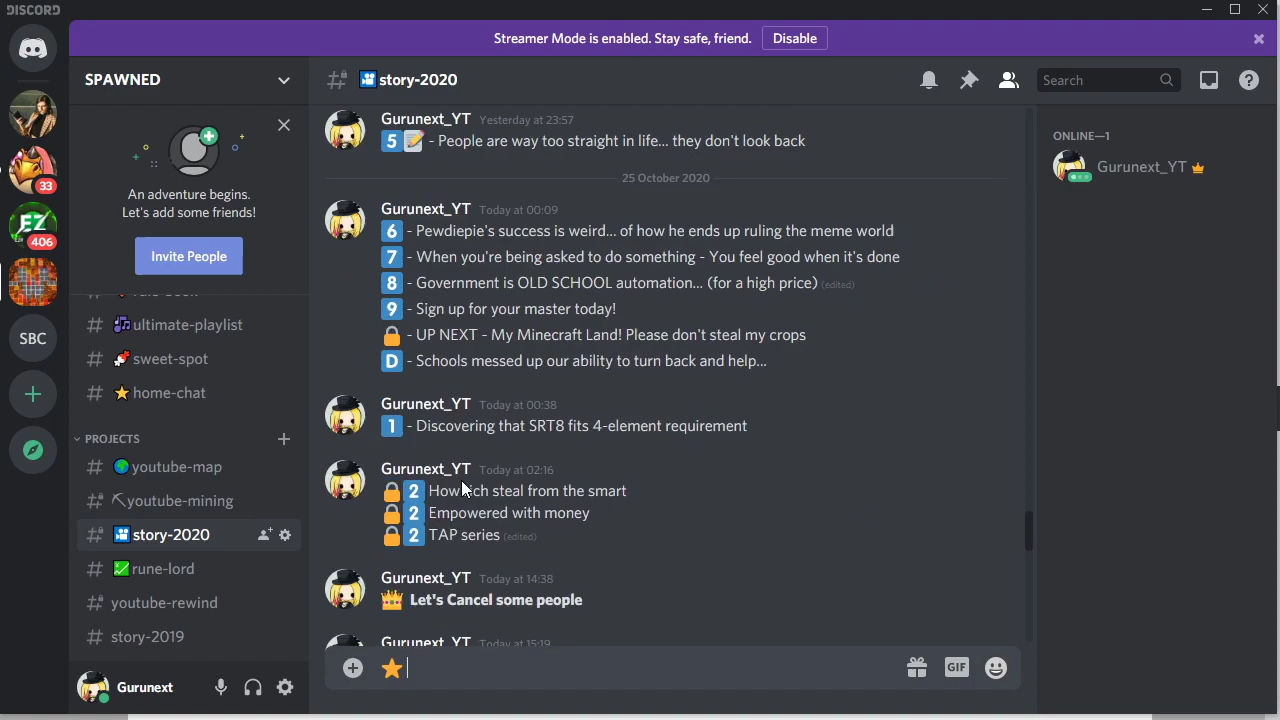 DISCORD
Streamer Mode is enabled. Stay safe, friend. Disable
SPAWNED
story-2020
Search
An adventure begins.
Let's add some friends!
Invite People
ultimate-playlist
sweet-spot
home-chat
PROJECTS
youtube-map
youtube-mining
story-2020
rune-lord
youtube-rewind
story-2019
33
EZ
406
SBC
Gurunext
Gurunext_YT Yesterday at 23:57
5 - People are way too straight in life... they don't look back
25 October 2020
Gurunext_YT Today at 00:09
6 - Pewdiepie's success is weird... of how he ends up ruling the meme world
7 - When you're being asked to do something - You feel good when it's done
8 - Government is OLD SCHOOL automation... (for a high price) (edited)
9 - Sign up for your master today!
- UP NEXT - My Minecraft Land! Please don't steal my crops
D - Schools messed up our ability to turn back and help...
Gurunext_YT Today at 00:38
1 - Discovering that SRT8 fits 4-element requirement
Gurunext_YT Today at 02:16
2 How ich steal from the smart
2 Empowered with money
2 TAP series (edited)
Gurunext_YT Today at 14:38
Let's Cancel some people
Gurunext_YT Today at 15:19
GIF
ONLINE—1
Gurunext_YT